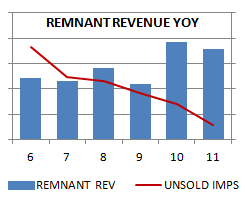 REMNANT REVENUE YOY
6 7 8 9 10 11
REMNANT REV UNSOLD IMPS